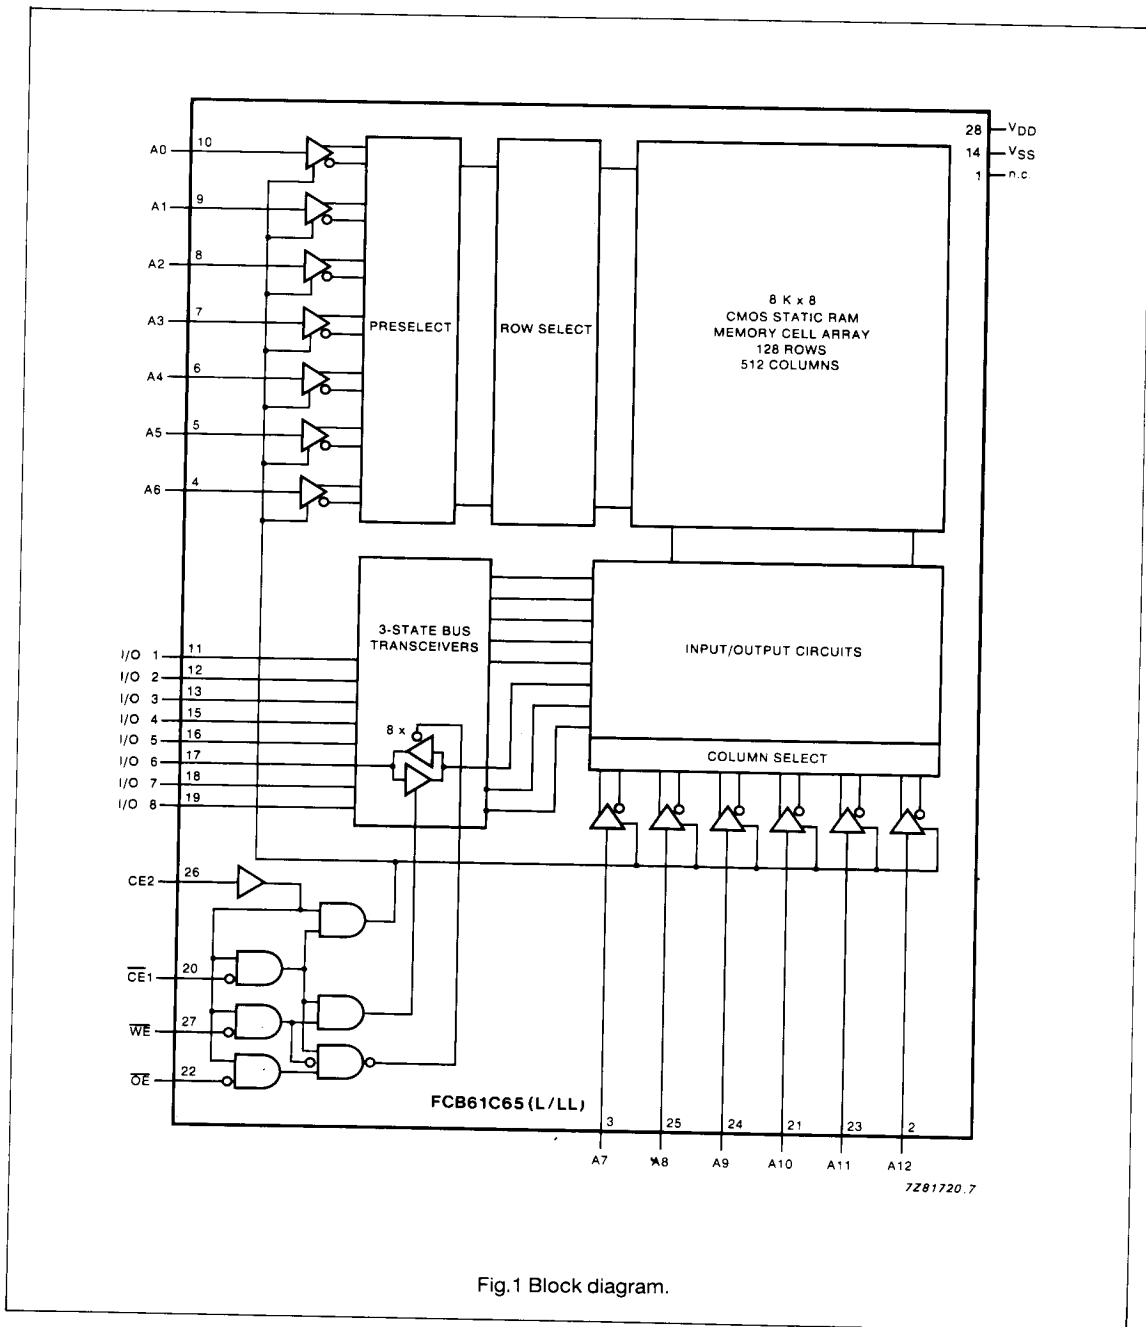 28 VDD
14 VSS
1 n.c.
A0 10
A1 9
A2 8
A3 7
A4 6
A5 5
A6 4
PRESELECT
ROW SELECT
8 K x 8
CMOS STATIC RAM
MEMORY CELL ARRAY
128 ROWS
512 COLUMNS
3-STATE BUS
TRANSCEIVERS
8 x
INPUT/OUTPUT CIRCUITS
COLUMN SELECT
I/O 1 11
I/O 2 12
I/O 3 13
I/O 4 15
I/O 5 16
I/O 6 17
I/O 7 18
I/O 8 19
CE2 26
C̅E̅1 20
W̅E̅ 27
O̅E̅ 22
FCB61C65 (L/LL)
3 25 24 21 23 2
A7 A8 A9 A10 A11 A12
7Z81720.7
Fig.1 Block diagram.